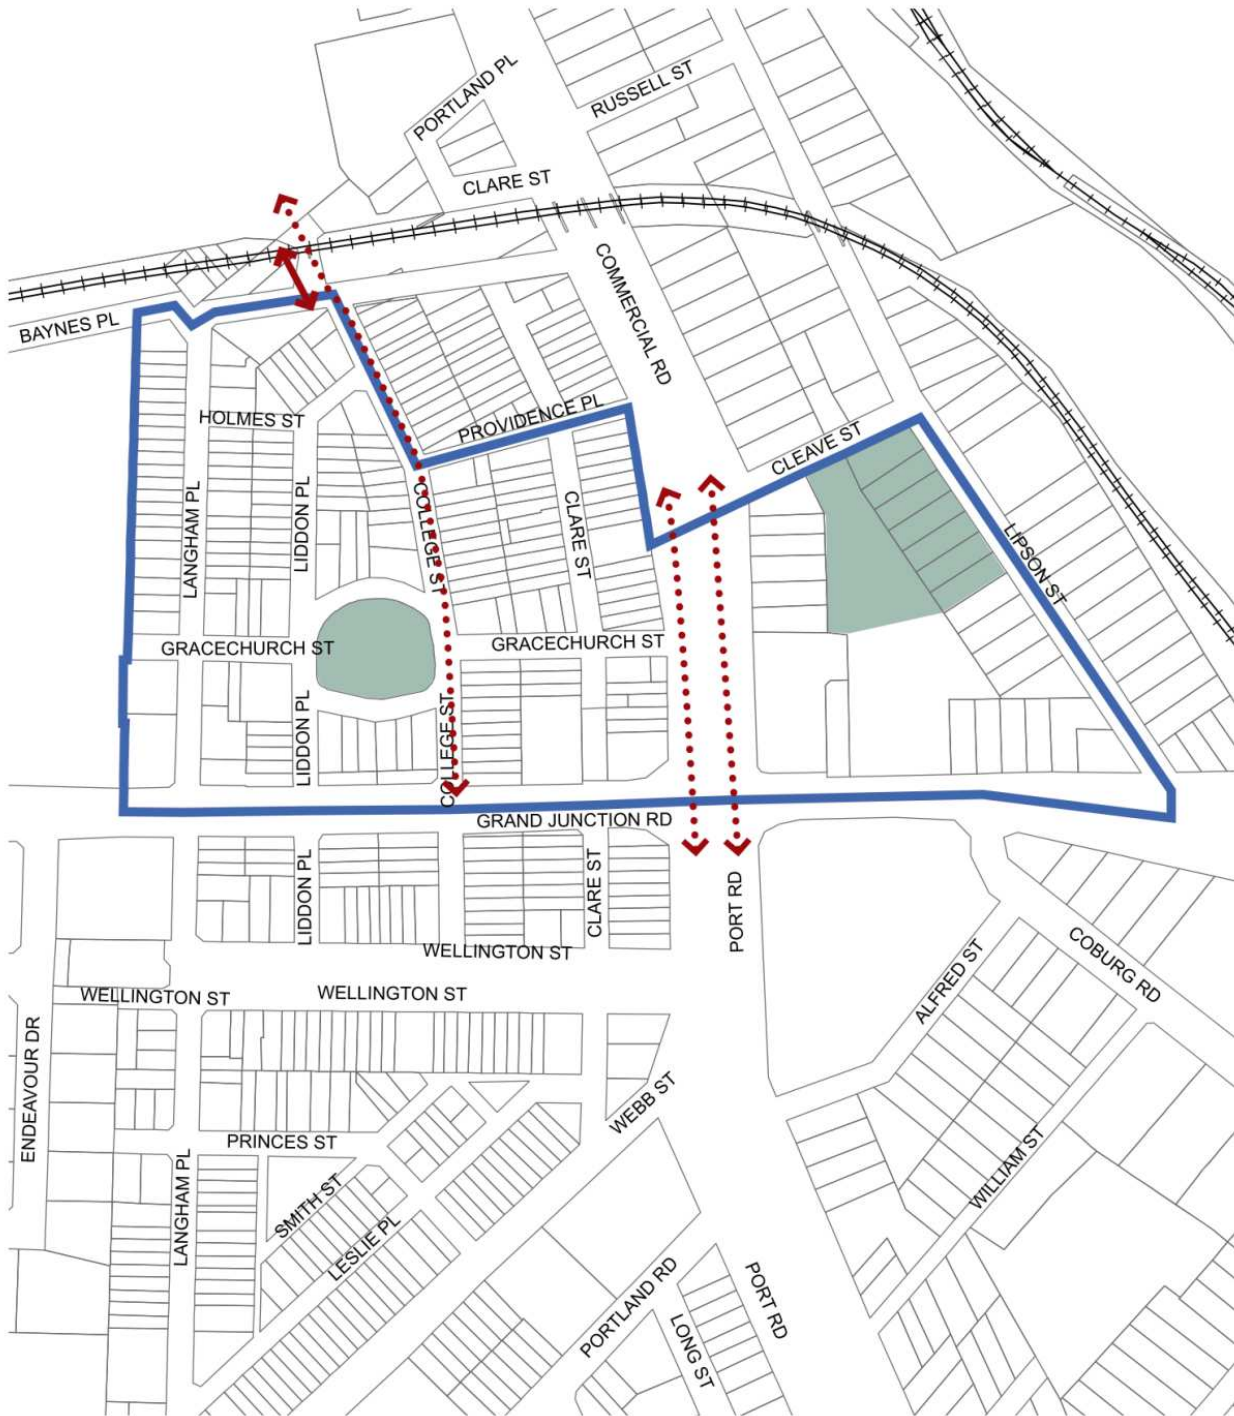 PORTLAND PL
RUSSELL ST
CLARE ST
COMMERCIAL RD
BAYNES PL
HOLMES ST
PROVIDENCE PL
CLEAVE ST
LANGHAM PL
LIDDON PL
COLLEGE ST
CLARE ST
LIPSON ST
GRACECHURCH ST
GRACECHURCH ST
LIDDON PL
COLLEGE ST
GRAND JUNCTION RD
LIDDON PL
CLARE ST
PORT RD
WELLINGTON ST
COBURG RD
ALFRED ST
WELLINGTON ST
WELLINGTON ST
ENDEAVOUR DR
WEBB ST
PRINCES ST
WILLIAM ST
LANGHAM PL
SMITH ST
LESLIE PL
PORTLAND RD
PORT RD
LONG ST